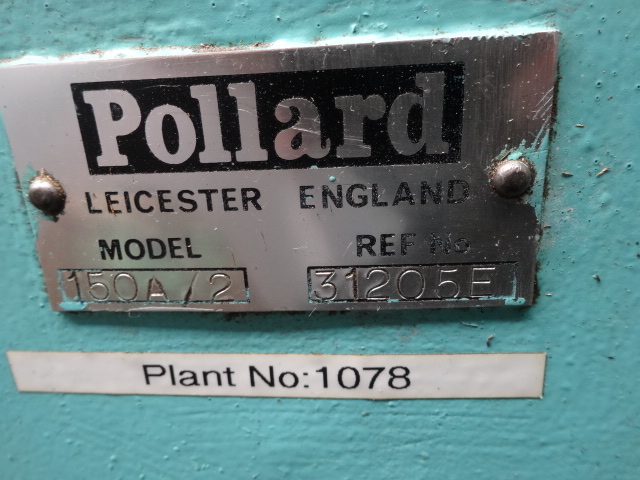 Pollard
LEICESTER ENGLAND
MODEL REF No
150A/2 31205E
Plant No:1078